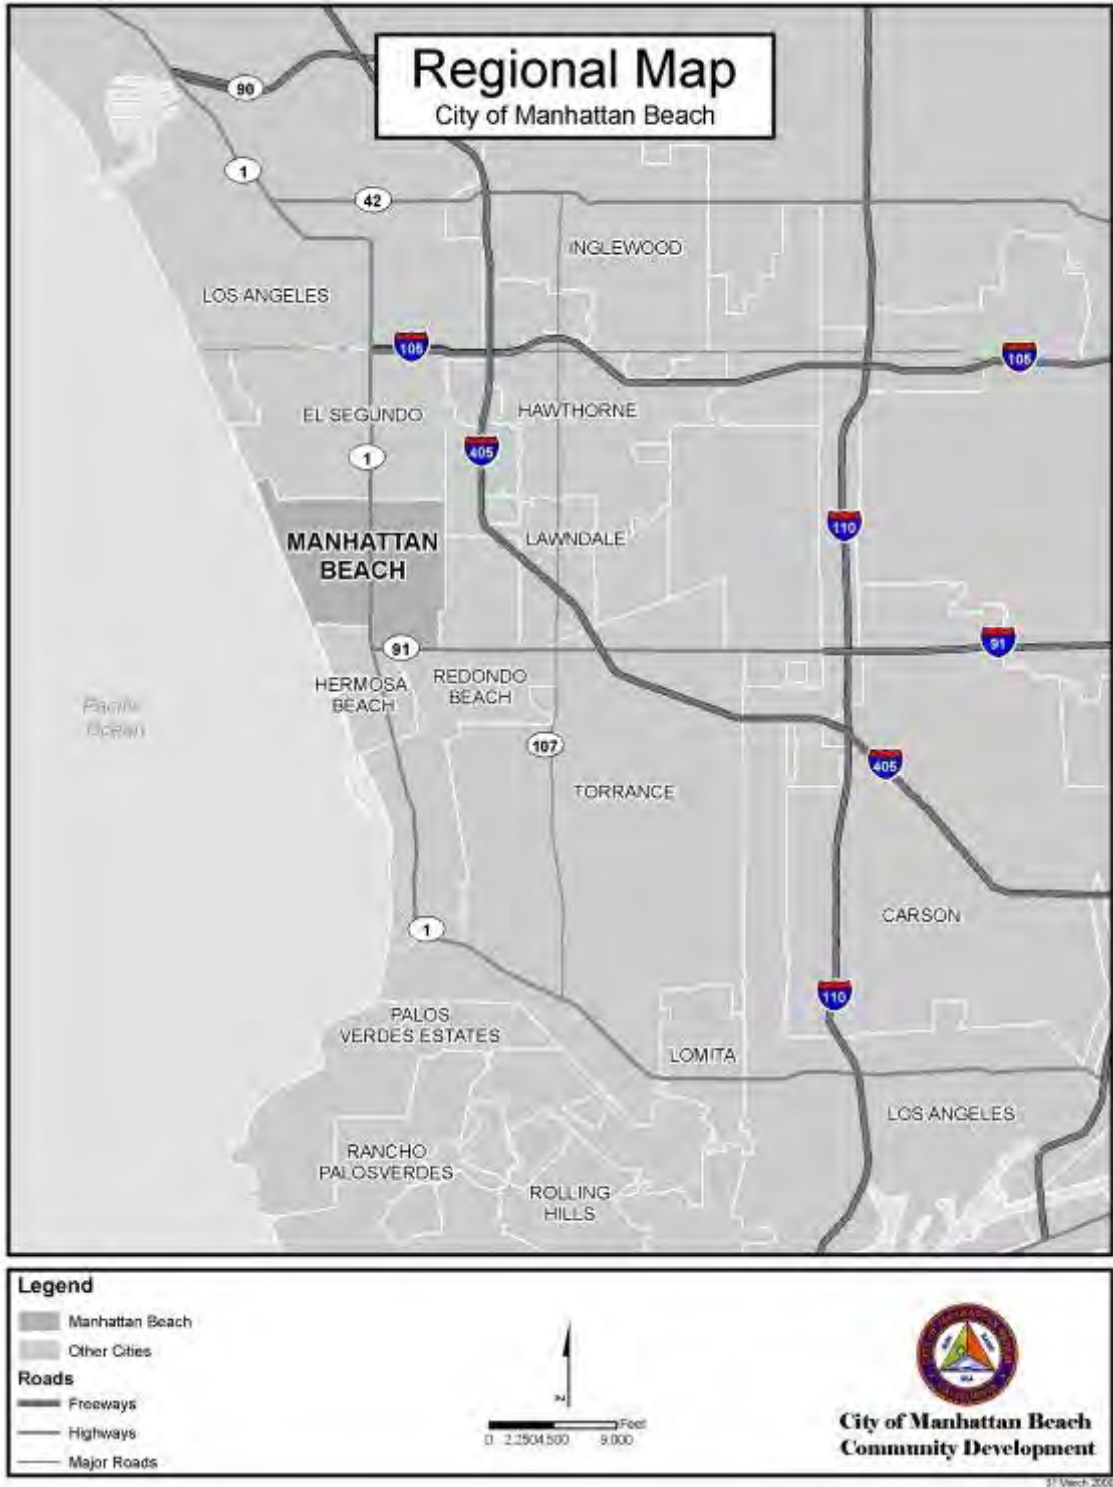 Regional Map
City of Manhattan Beach
90
1
42
INGLEWOOD
LOS ANGELES
105
105
EL SEGUNDO
HAWTHORNE
1
405
110
MANHATTAN
BEACH
LAWNDALE
91
91
HERMOSA
BEACH
REDONDO
BEACH
Pacific
Ocean
107
405
TORRANCE
CARSON
1
110
PALOS
VERDES ESTATES
LOMITA
LOS ANGELES
RANCHO
PALOSVERDES
ROLLING
HILLS
Legend
Manhattan Beach
Other Cities
Roads
Freeways
Highways
Major Roads
N
Feet
0 2,2504,500 9,000
City of Manhattan Beach
Community Development